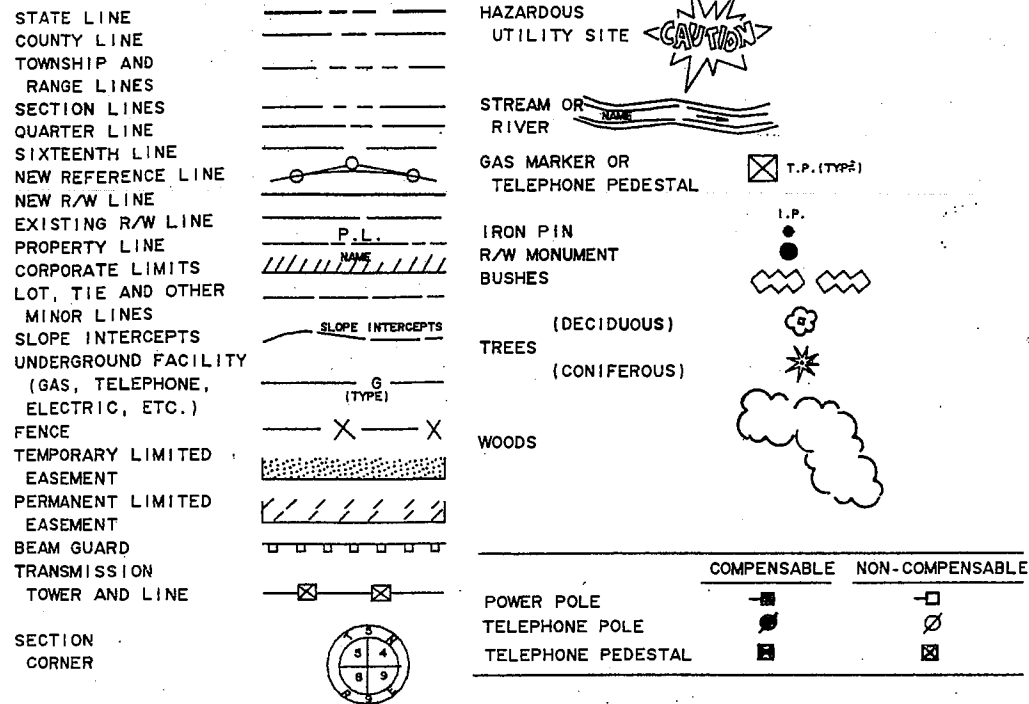 STATE LINE
COUNTY LINE
TOWNSHIP AND
RANGE LINES
SECTION LINES
QUARTER LINE
SIXTEENTH LINE
NEW REFERENCE LINE
NEW R/W LINE
EXISTING R/W LINE
P.L.
PROPERTY LINE
NAME
CORPORATE LIMITS
LOT, TIE AND OTHER
MINOR LINES
SLOPE INTERCEPTS
SLOPE INTERCEPTS
UNDERGROUND FACILITY
(GAS, TELEPHONE,
G
(TYPE)
ELECTRIC, ETC.)
FENCE
TEMPORARY LIMITED
EASEMENT
PERMANENT LIMITED
EASEMENT
BEAM GUARD
TRANSMISSION
TOWER AND LINE
SECTION
CORNER
T 5 N
5 4
8 9
R 9 E
HAZARDOUS
UTILITY SITE
CAUTION
STREAM OR
RIVER
NAME
GAS MARKER OR
TELEPHONE PEDESTAL
T.P.(TYPE)
I.P.
IRON PIN
R/W MONUMENT
BUSHES
(DECIDUOUS)
TREES
(CONIFEROUS)
WOODS
COMPENSABLE NON-COMPENSABLE
POWER POLE
TELEPHONE POLE
TELEPHONE PEDESTAL